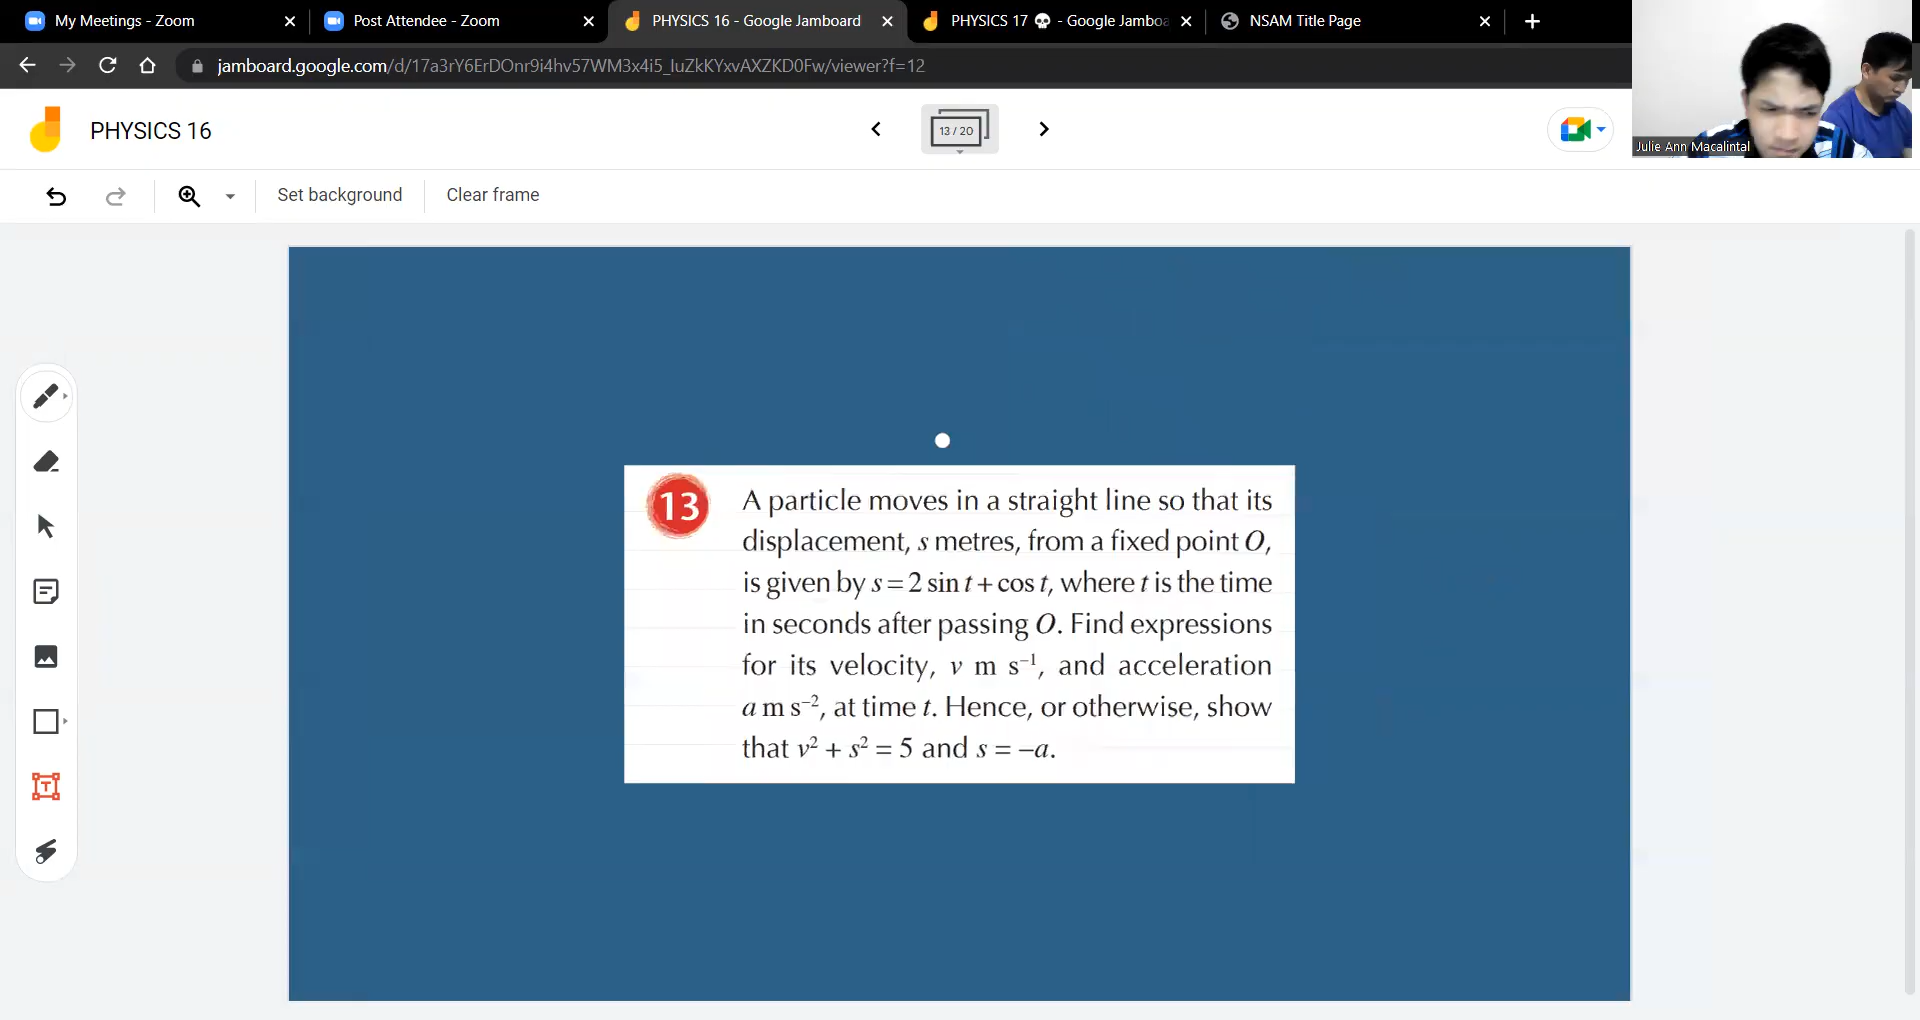 My Meetings - Zoom
Post Attendee - Zoom
PHYSICS 16 - Google Jamboard
PHYSICS 17 💀 - Google Jamboa
NSAM Title Page
jamboard.google.com/d/17a3rY6ErDOnr9i4hv57WM3x4i5_IuZkKYxvAXZKD0Fw/viewer?f=12
Julie Ann Macalintal
PHYSICS 16
13 / 20
Set background
Clear frame
13
A particle moves in a straight line so that its
displacement, s metres, from a fixed point O,
is given by s = 2 sin t + cos t, where t is the time
in seconds after passing O. Find expressions
for its velocity, v m s⁻¹, and acceleration
a m s⁻², at time t. Hence, or otherwise, show
that v² + s² = 5 and s = –a.
T